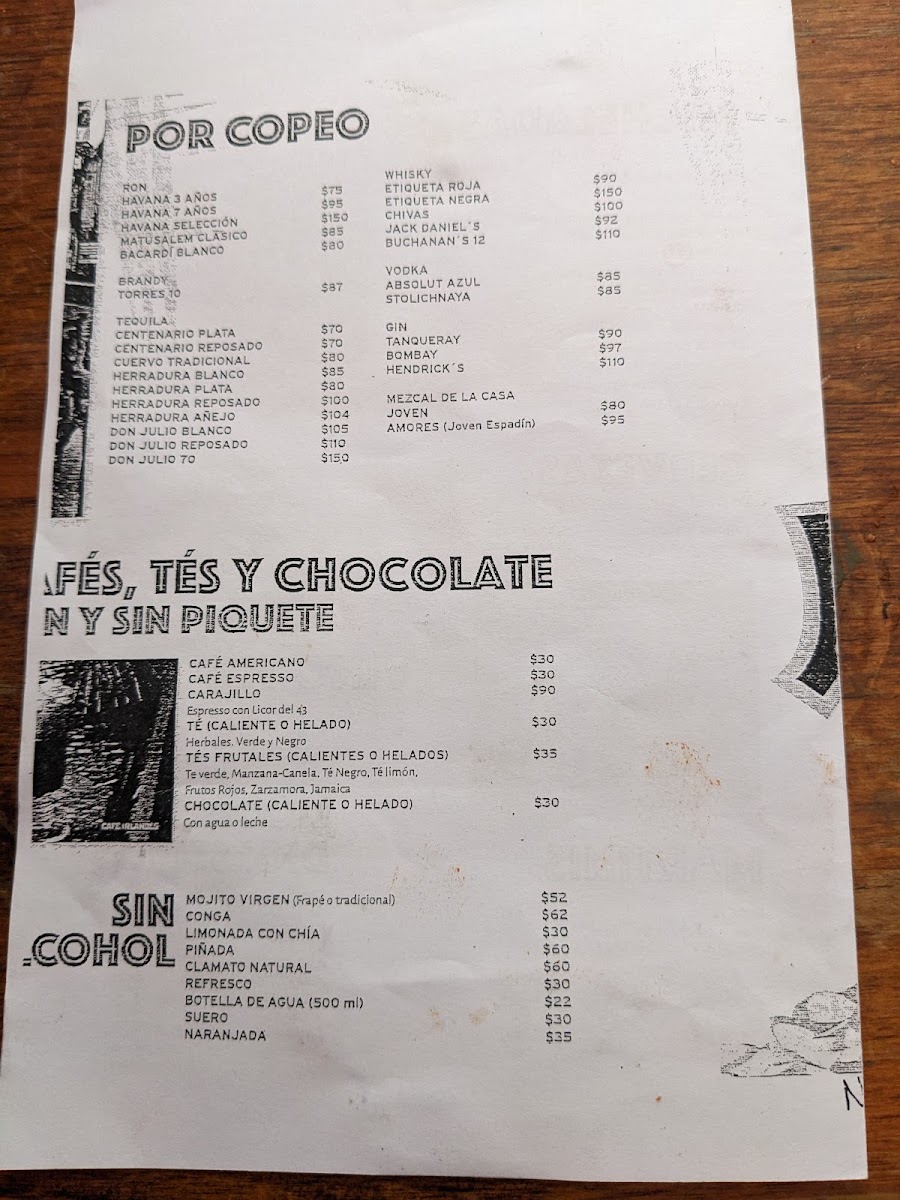 POR COPEO
RON
HAVANA 3 AÑOS $75
HAVANA 7 AÑOS $95
HAVANA SELECCIÓN $150
MATUSALEM CLÁSICO $85
BACARDÍ BLANCO $80
BRANDY
TORRES 10 $87
TEQUILA
CENTENARIO PLATA $70
CENTENARIO REPOSADO $70
CUERVO TRADICIONAL $80
HERRADURA BLANCO $85
HERRADURA PLATA $80
HERRADURA REPOSADO $100
HERRADURA AÑEJO $104
DON JULIO BLANCO $105
DON JULIO REPOSADO $110
DON JULIO 70 $150
WHISKY
ETIQUETA ROJA $90
ETIQUETA NEGRA $150
CHIVAS $100
JACK DANIEL´S $92
BUCHANAN´S 12 $110
VODKA
ABSOLUT AZUL $85
STOLICHNAYA $85
GIN
TANQUERAY $90
BOMBAY $97
HENDRICK´S $110
MEZCAL DE LA CASA
JOVEN $80
AMORES (Joven Espadín) $95
AFÉS, TÉS Y CHOCOLATE
N Y SIN PIQUETE
CAFÉ AMERICANO $30
CAFÉ ESPRESSO $30
CARAJILLO $90
Espresso con Licor del 43
TÉ (CALIENTE O HELADO) $30
Herbales, Verde y Negro
TÉS FRUTALES (CALIENTES O HELADOS) $35
Te verde, Manzana-Canela, Té Negro, Té limón,
Frutos Rojos, Zarzamora, Jamaica
CHOCOLATE (CALIENTE O HELADO) $30
Con agua o leche
CAFÉ IRLANDÉS
SIN
COHOL
MOJITO VIRGEN (Frapé o tradicional) $52
CONGA $62
LIMONADA CON CHÍA $30
PIÑADA $60
CLAMATO NATURAL $60
REFRESCO $30
BOTELLA DE AGUA (500 ml) $22
SUERO $30
NARANJADA $35
N